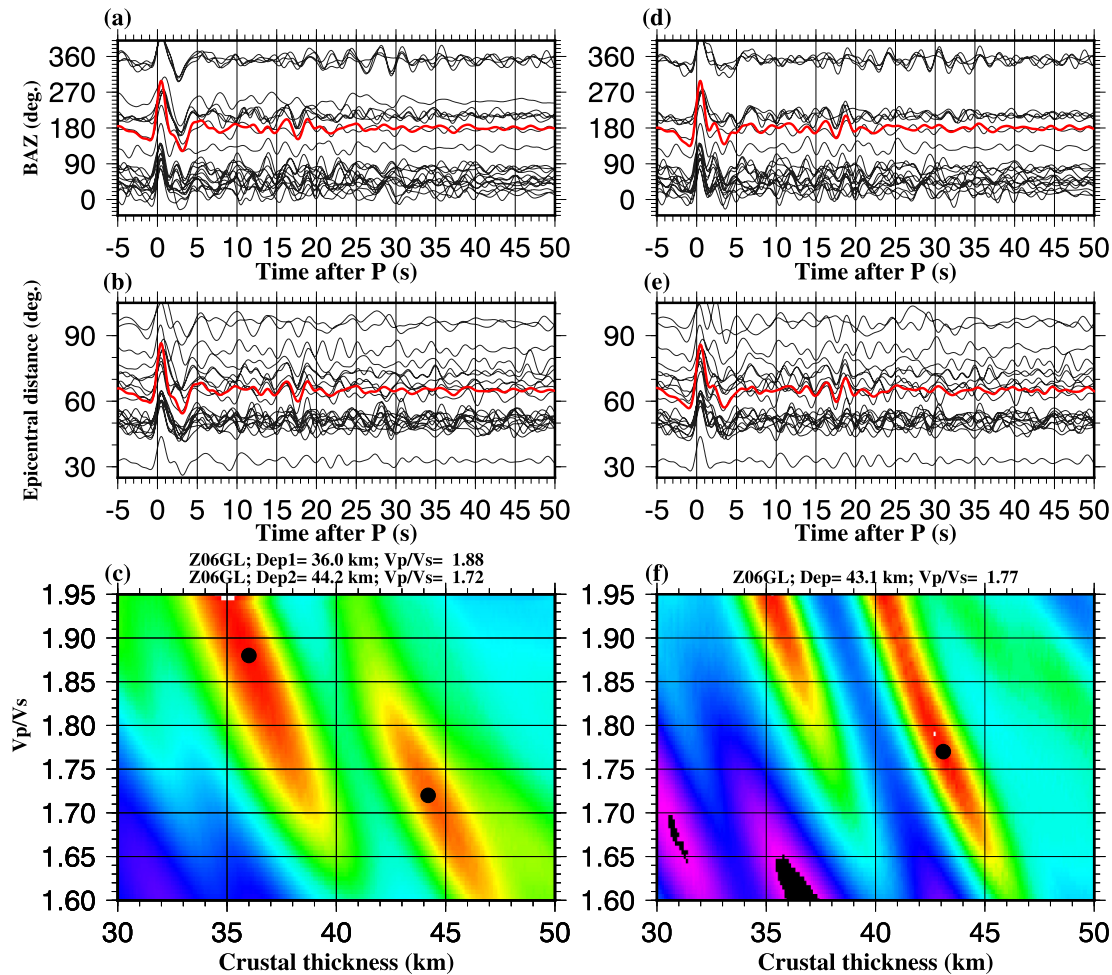 (a)
BAZ (deg.)
360
270
180
90
0
-5 0 5 10 15 20 25 30 35 40 45 50
Time after P (s)
(d)
360
270
180
90
0
-5 0 5 10 15 20 25 30 35 40 45 50
Time after P (s)
(b)
Epicentral distance (deg.)
90
60
30
-5 0 5 10 15 20 25 30 35 40 45 50
Time after P (s)
(e)
90
60
30
-5 0 5 10 15 20 25 30 35 40 45 50
Time after P (s)
(c)
Z06GL; Dep1= 36.0 km; Vp/Vs= 1.88
Z06GL; Dep2= 44.2 km; Vp/Vs= 1.72
Vp/Vs
1.95
1.90
1.85
1.80
1.75
1.70
1.65
1.60
30 35 40 45 50
Crustal thickness (km)
(f)
Z06GL; Dep= 43.1 km; Vp/Vs= 1.77
1.95
1.90
1.85
1.80
1.75
1.70
1.65
1.60
30 35 40 45 50
Crustal thickness (km)